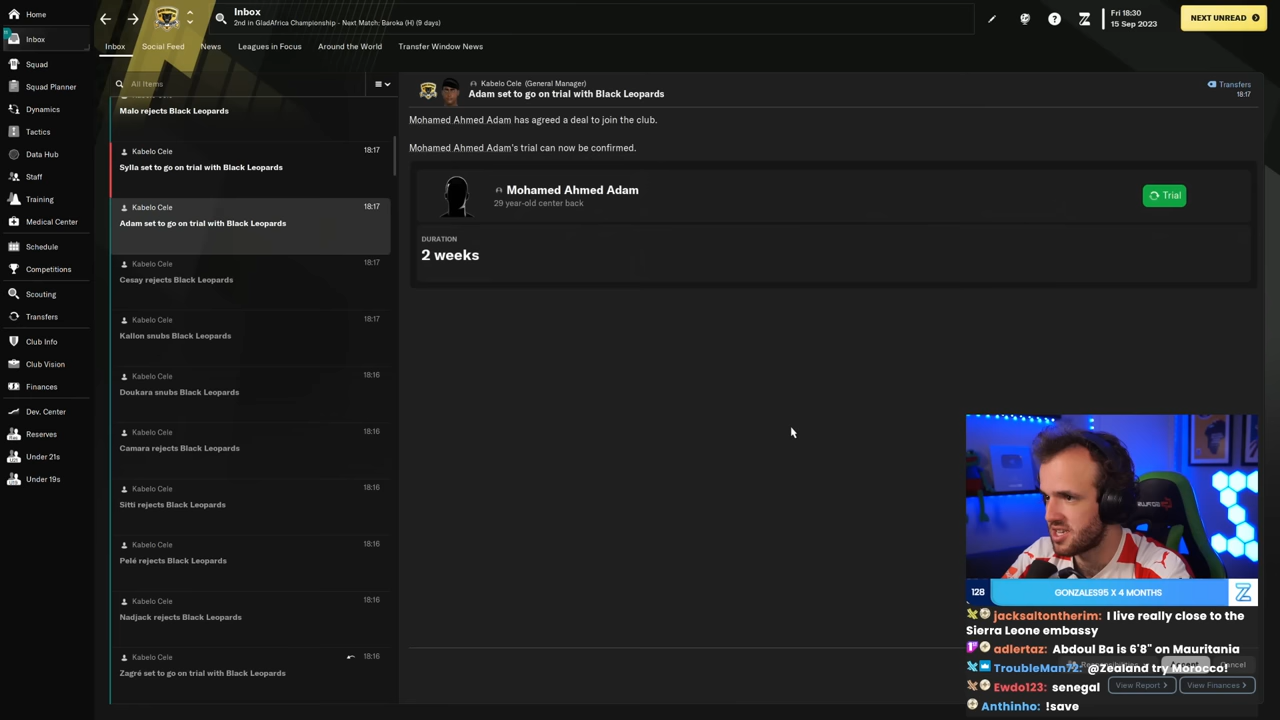 Home
Inbox
Squad
Squad Planner
Dynamics
Tactics
Data Hub
Staff
Training
Medical Center
Schedule
Competitions
Scouting
Transfers
Club Info
Club Vision
Finances
Dev. Center
Reserves
Under 21s
Under 19s
Inbox
2nd in GladAfrica Championship - Next Match: Baroka (H) (9 days)
Fri 18:30
15 Sep 2023
NEXT UNREAD
Inbox Social Feed News Leagues in Focus Around the World Transfer Window News
All Items
Malo rejects Black Leopards
Kabelo Cele 18:17
Sylla set to go on trial with Black Leopards
Kabelo Cele 18:17
Adam set to go on trial with Black Leopards
Kabelo Cele 18:17
Cesay rejects Black Leopards
Kabelo Cele 18:17
Kallon snubs Black Leopards
Kabelo Cele 18:16
Doukara snubs Black Leopards
Kabelo Cele 18:16
Camara rejects Black Leopards
Kabelo Cele 18:16
Sitti rejects Black Leopards
Kabelo Cele 18:16
Pelé rejects Black Leopards
Kabelo Cele 18:16
Nadjack rejects Black Leopards
Kabelo Cele 18:16
Zagré set to go on trial with Black Leopards
Kabelo Cele (General Manager)
Adam set to go on trial with Black Leopards
Transfers
18:17
Mohamed Ahmed Adam has agreed a deal to join the club.
Mohamed Ahmed Adam's trial can now be confirmed.
Mohamed Ahmed Adam
29 year-old center back
Trial
DURATION
2 weeks
128 GONZALES95 X 4 MONTHS
jacksaltontherim: I live really close to the
Sierra Leone embassy
adlertaz: Abdoul Ba is 6'8" on Mauritania
TroubleMan72: @Zealand try Morocco!
Cancel
Ewdo123: senegal
View Report
View Finances
Anthinho: !save